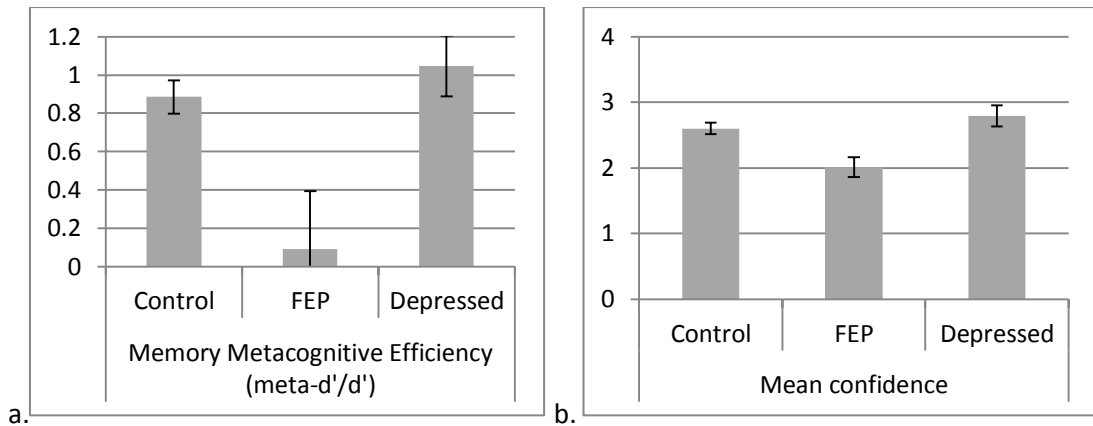 1.2
1
0.8
0.6
0.4
0.2
0
Control FEP Depressed
Memory Metacognitive Efficiency
(meta-d'/d')
a.
4
3
2
1
0
Control FEP Depressed
Mean confidence
b.